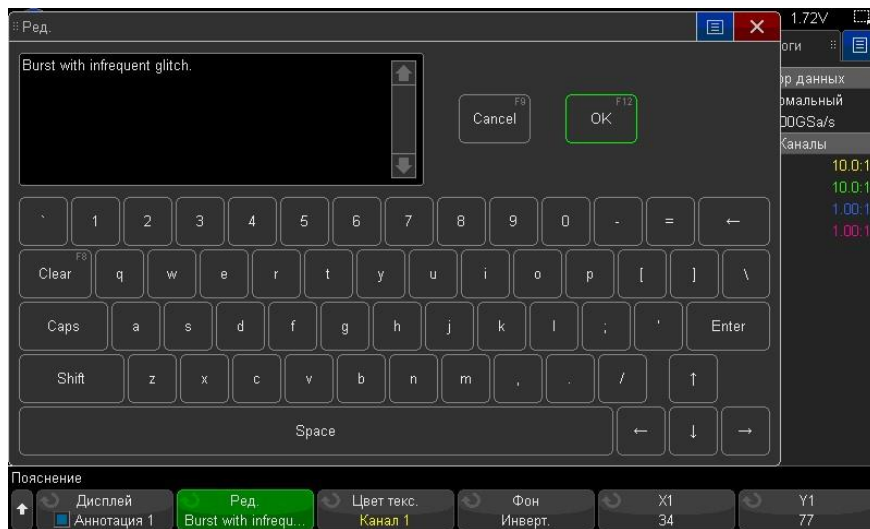 1.72V
Ред.
оги
Burst with infrequent glitch.
F9
Cancel
F12
OK
р данных
рмальный
00GSa/s
Каналы
10.0:1
10.0:1
1.00:1
1.00:1
` 1 2 3 4 5 6 7 8 9 0 - = ←
F8
Clear q w e r t y u i o p [ ] \
Caps a s d f g h j k l ; ' Enter
Shift z x c v b n m , . / ↑
Space ← ↓ →
Пояснение
Дисплей
Аннотация 1
Ред.
Burst with infrequ...
Цвет текс.
Канал 1
Фон
Инверт.
X1
34
Y1
77